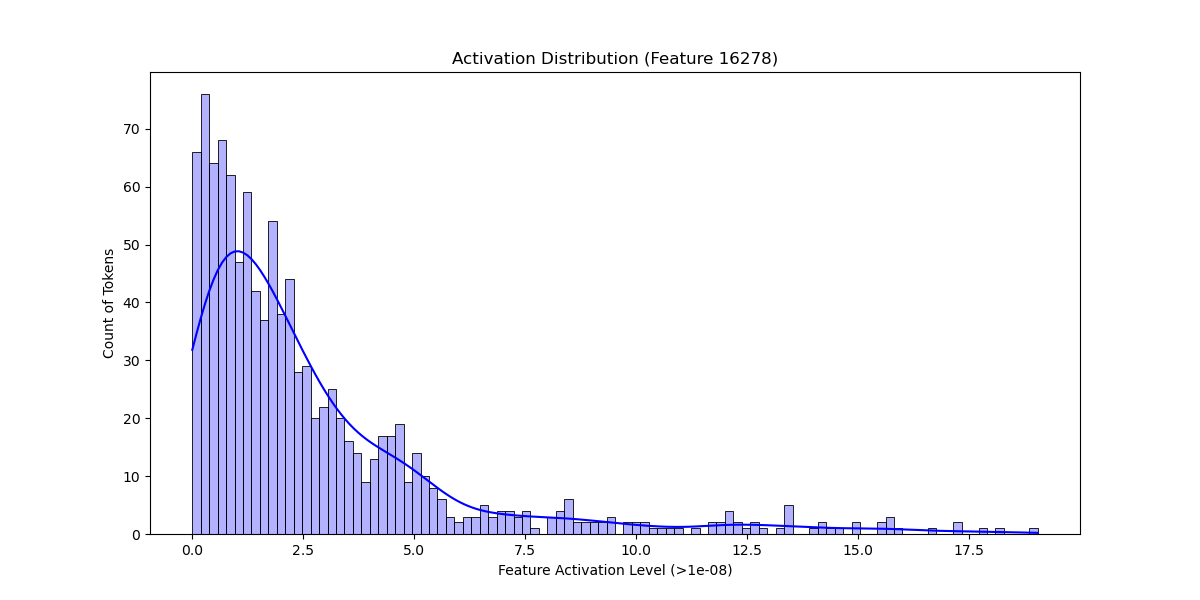 Activation Distribution (Feature 16278)
Count of Tokens
70
60
50
40
30
20
10
0
0.0 2.5 5.0 7.5 10.0 12.5 15.0 17.5
Feature Activation Level (>1e-08)